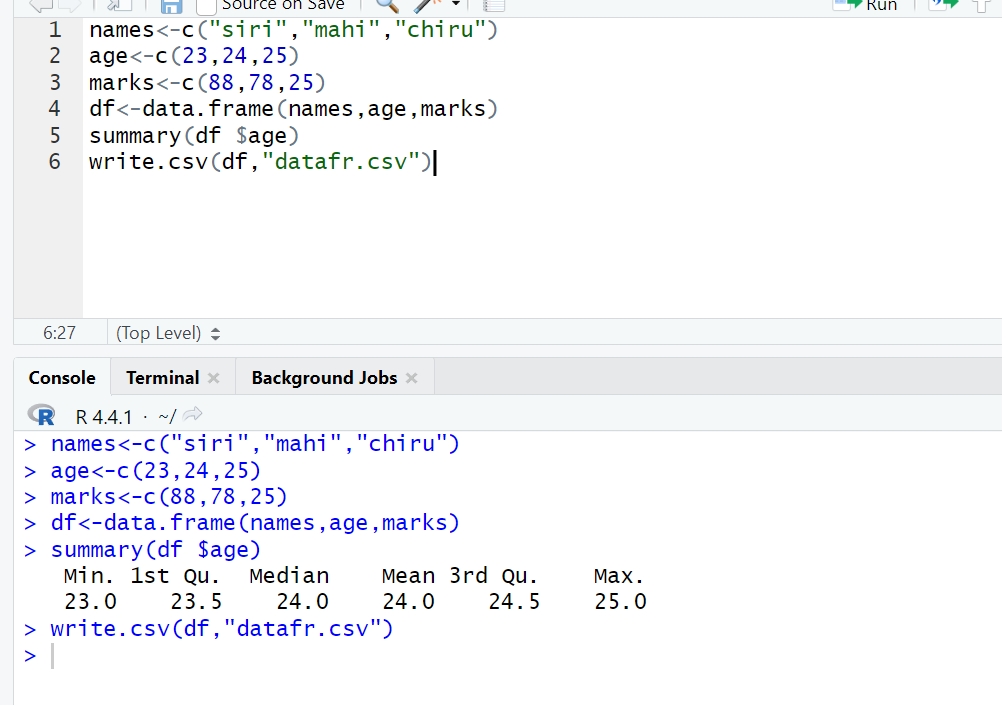 Source on Save Run
1 names<-c("siri","mahi","chiru")
2 age<-c(23,24,25)
3 marks<-c(88,78,25)
4 df<-data.frame(names,age,marks)
5 summary(df $age)
6 write.csv(df,"datafr.csv")
6:27 (Top Level)
Console Terminal Background Jobs
R R 4.4.1 · ~/
> names<-c("siri","mahi","chiru")
> age<-c(23,24,25)
> marks<-c(88,78,25)
> df<-data.frame(names,age,marks)
> summary(df $age)
Min. 1st Qu. Median Mean 3rd Qu. Max.
23.0 23.5 24.0 24.0 24.5 25.0
> write.csv(df,"datafr.csv")
>